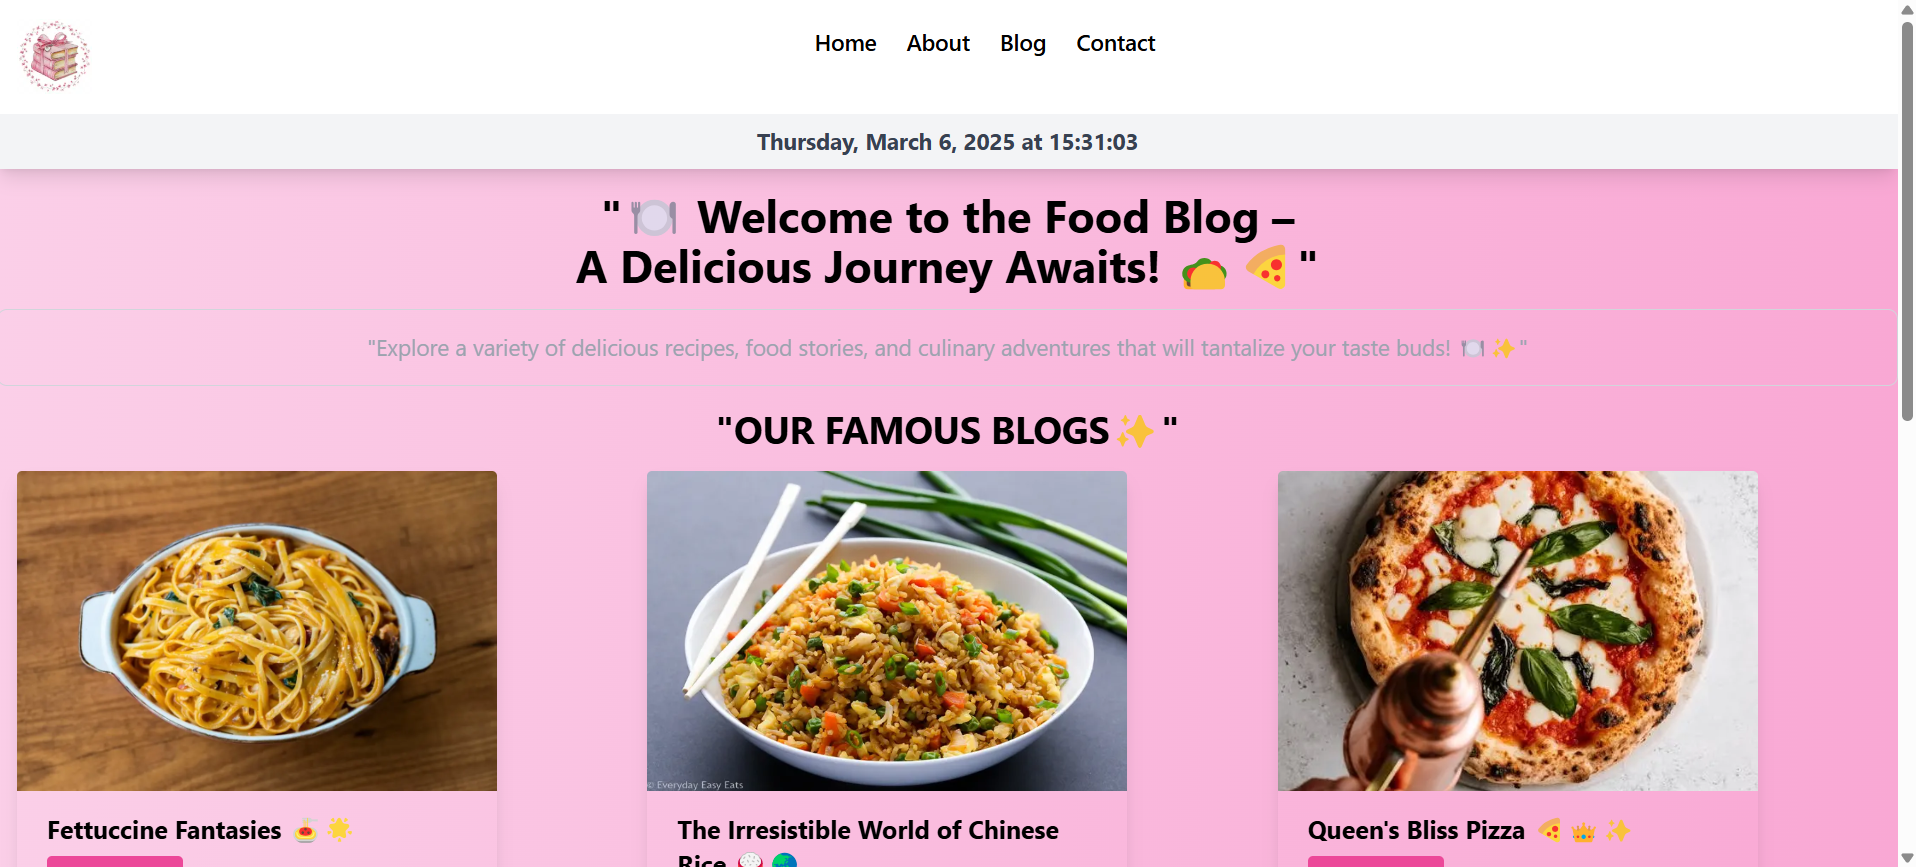 Home About Blog Contact
Thursday, March 6, 2025 at 15:31:03
"🍽️ Welcome to the Food Blog –
A Delicious Journey Awaits! 🌮🍕"
"Explore a variety of delicious recipes, food stories, and culinary adventures that will tantalize your taste buds! 🍽️✨"
"OUR FAMOUS BLOGS✨"
© Everyday Easy Eats
Fettuccine Fantasies 🍝🌟
The Irresistible World of Chinese
Rice 🍚🌏
Queen's Bliss Pizza 🍕👑✨